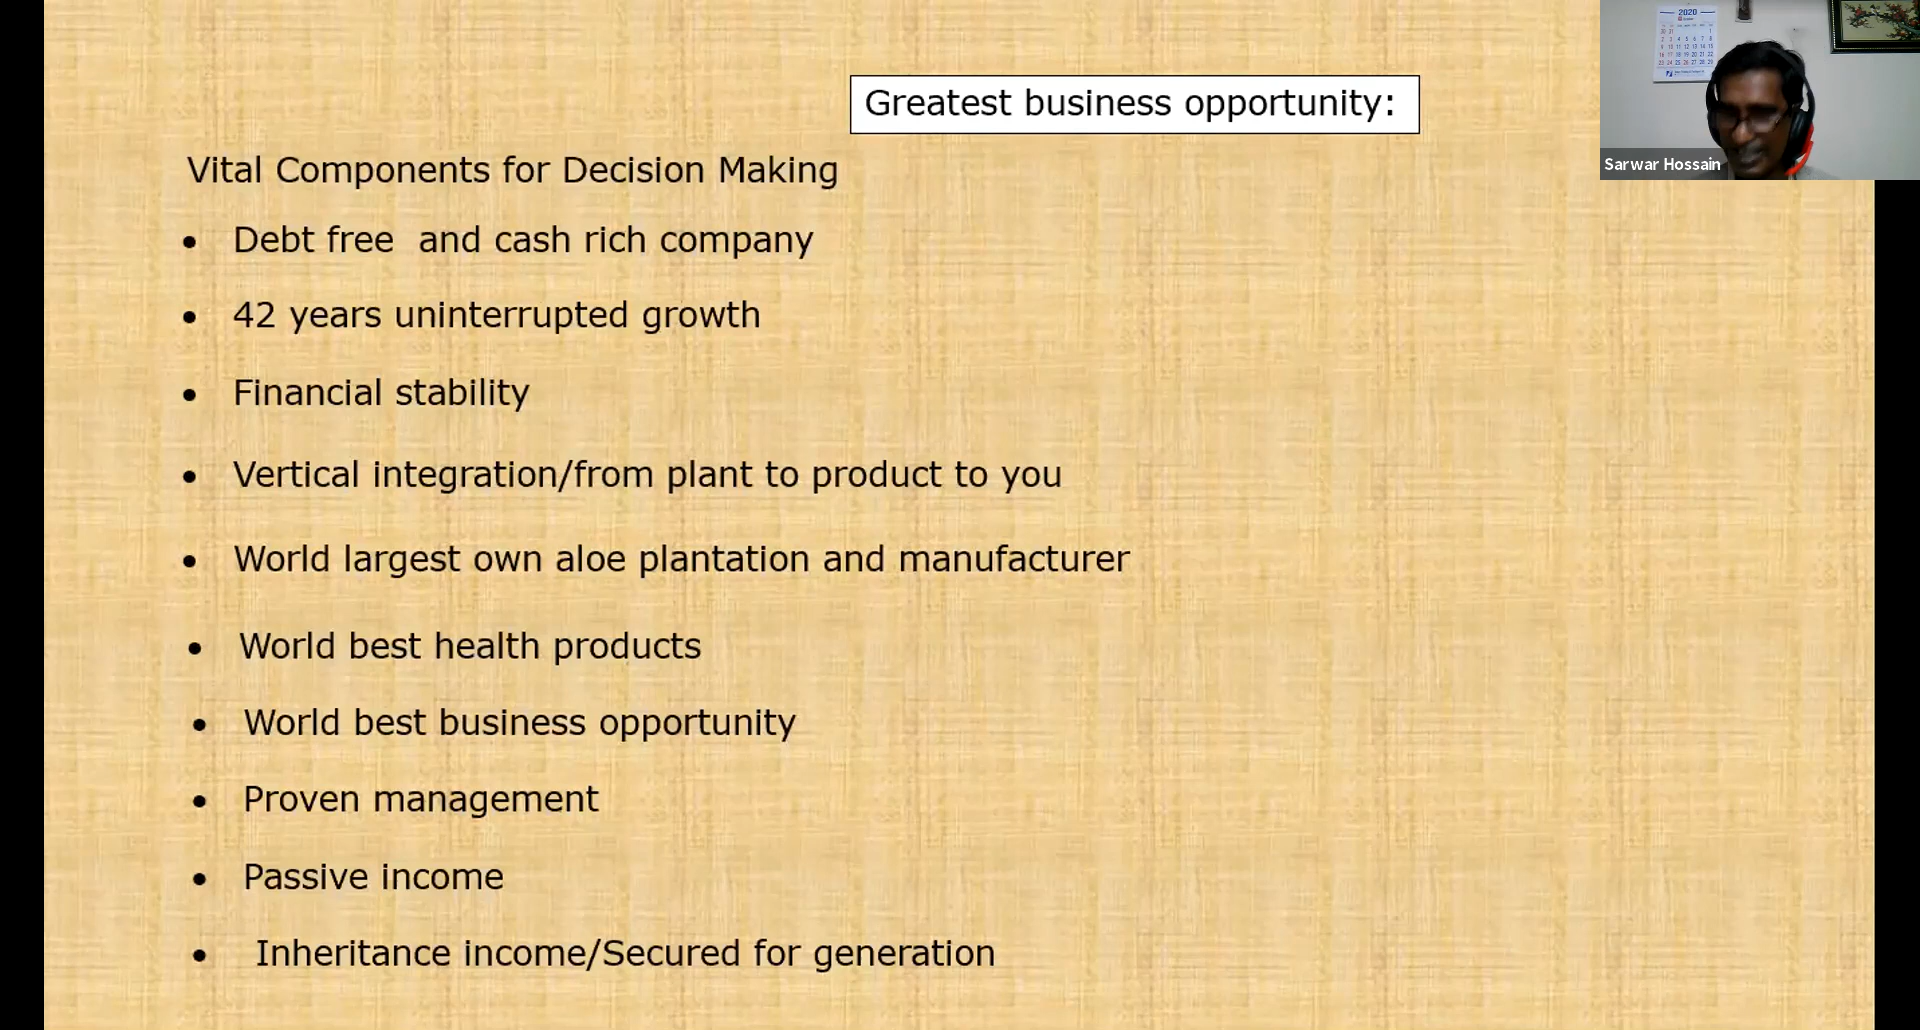 Greatest business opportunity:
Vital Components for Decision Making
• Debt free  and cash rich company
• 42 years uninterrupted growth
• Financial stability
• Vertical integration/from plant to product to you
• World largest own aloe plantation and manufacturer
• World best health products
• World best business opportunity
• Proven management
• Passive income
• Inheritance income/Secured for generation
2020
Sarwar Hossain